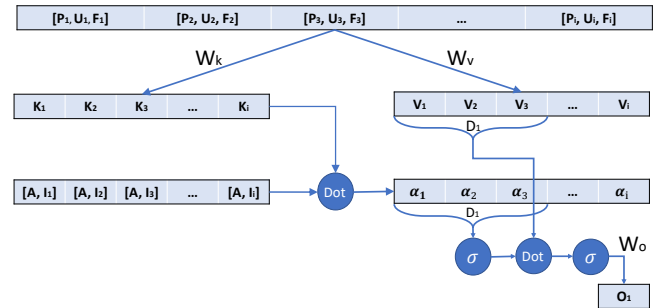 [P₁, U₁, F₁] [P₂, U₂, F₂] [P₃, U₃, F₃] ... [Pᵢ, Uᵢ, Fᵢ]
Wₖ Wᵥ
K₁ K₂ K₃ ... Kᵢ V₁ V₂ V₃ ... Vᵢ
D₁
[A, I₁] [A, I₂] [A, I₃] ... [A, Iᵢ] Dot α₁ α₂ α₃ ... αᵢ
D₁
σ Dot σ Wₒ
O₁